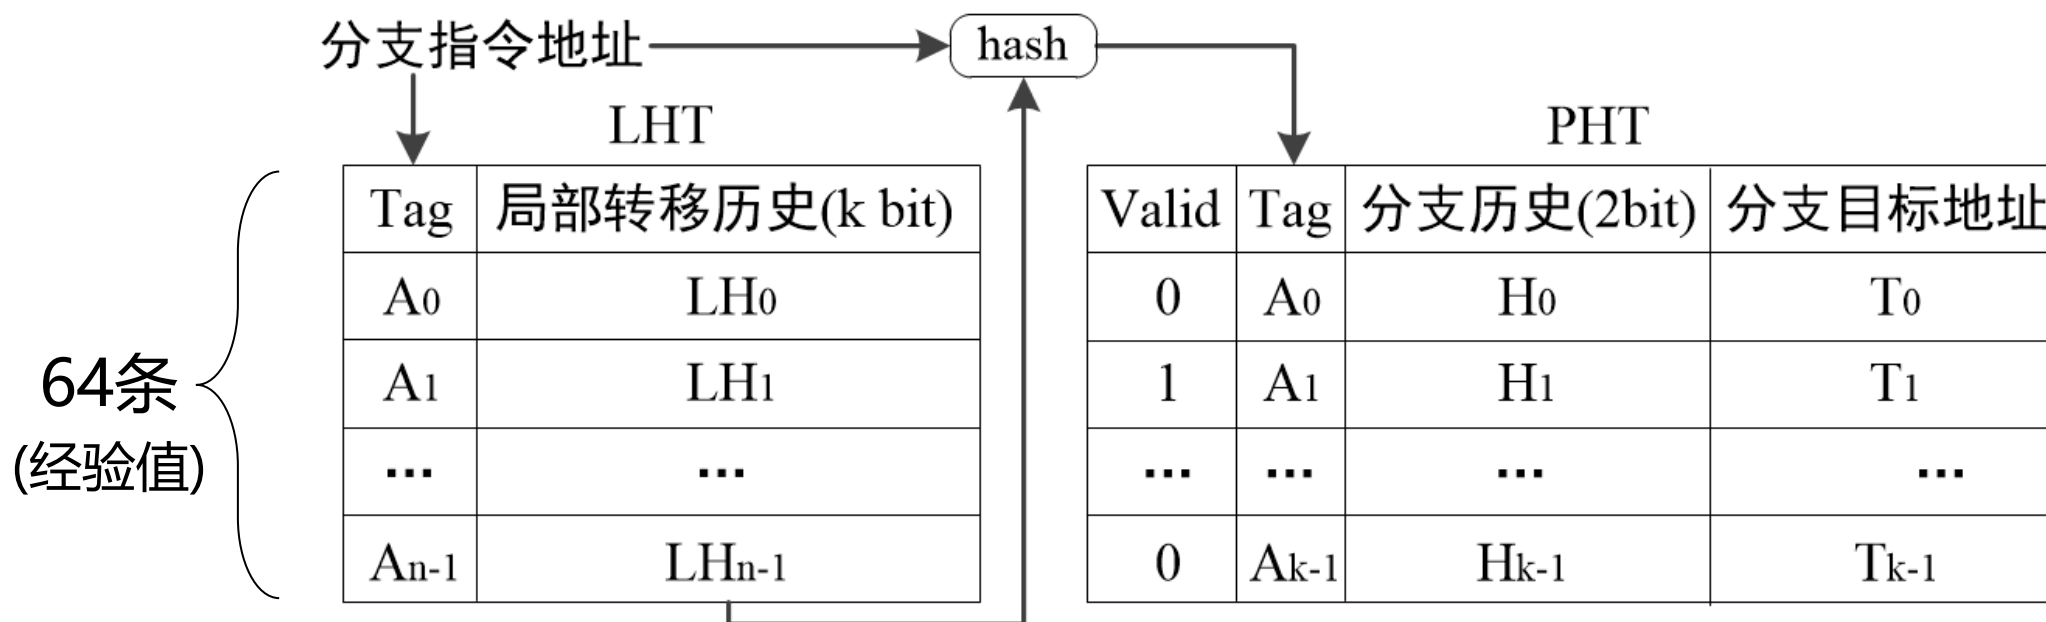 分支指令地址 hash
LHT PHT
Tag 局部转移历史(k bit) Valid Tag 分支历史(2bit) 分支目标地址
A0 LH0 0 A0 H0 T0
64条 A1 LH1 1 A1 H1 T1
(经验值) ... ... ... ... ... ...
An-1 LHn-1 0 Ak-1 Hk-1 Tk-1